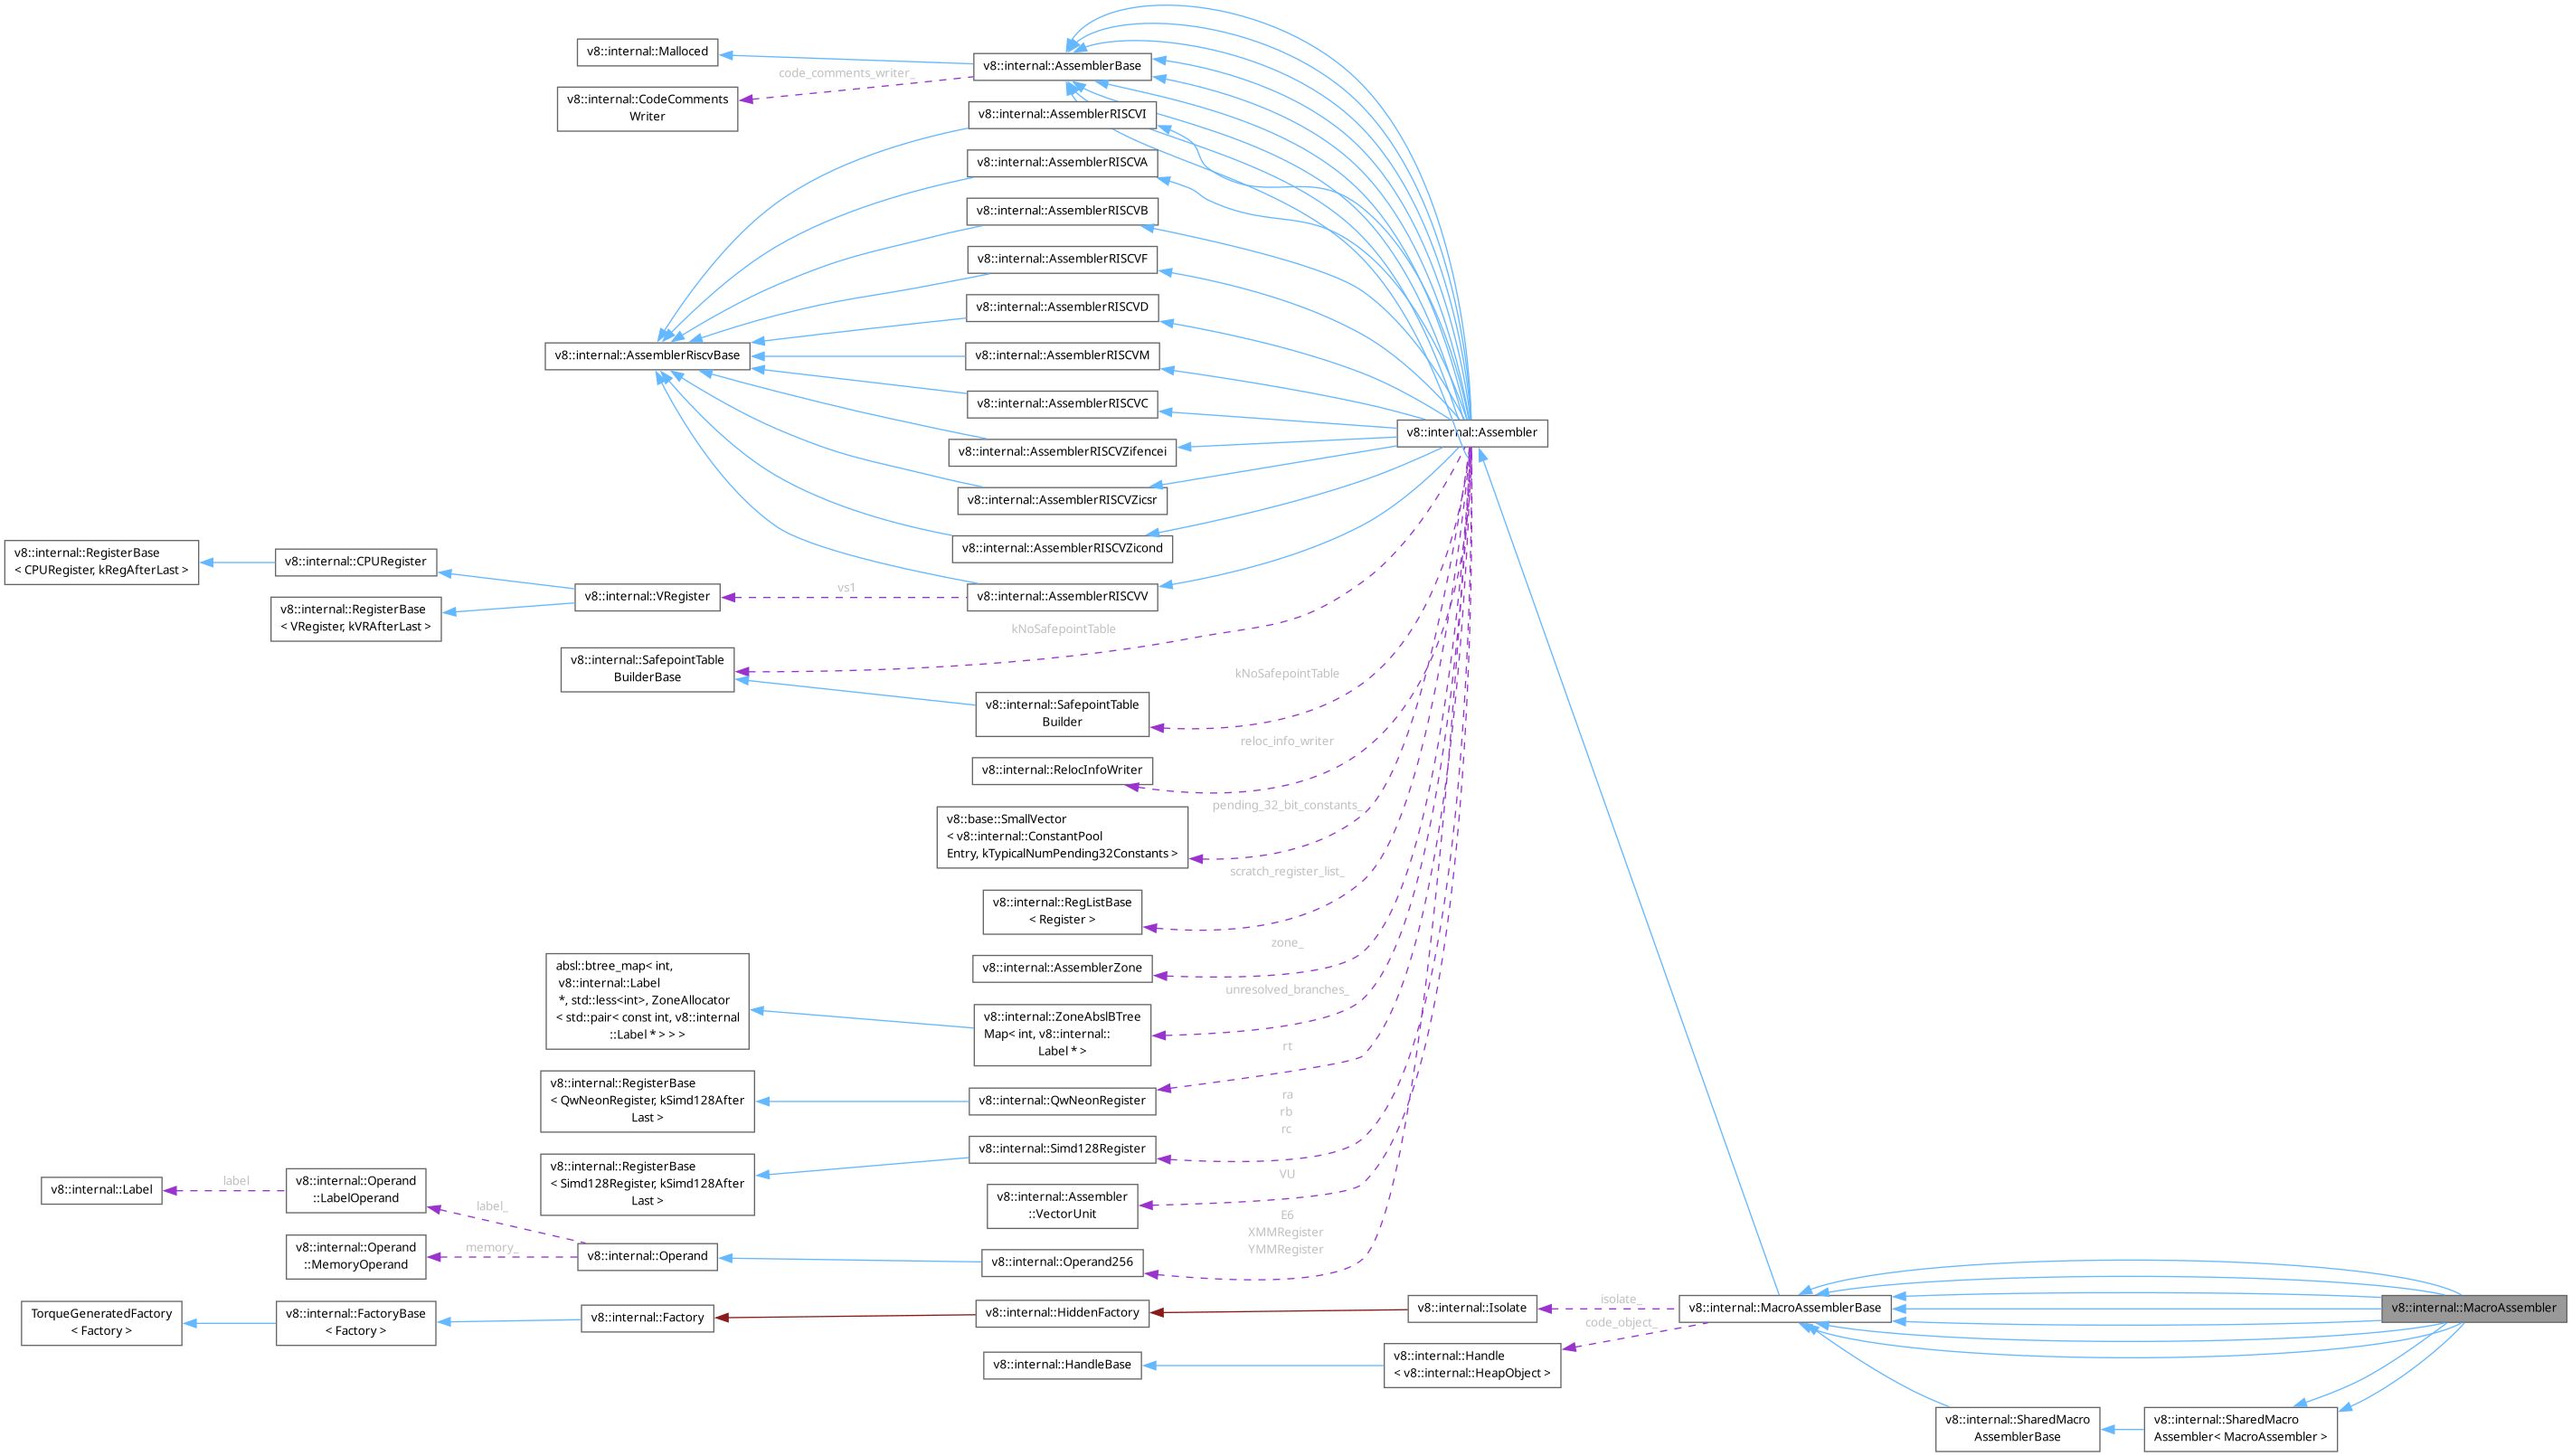 v8::internal::Malloced
code_comments_writer_
v8::internal::AssemblerBase
v8::internal::CodeComments
Writer
v8::internal::AssemblerRISCVI
v8::internal::AssemblerRISCVA
v8::internal::AssemblerRISCVB
v8::internal::AssemblerRISCVF
v8::internal::AssemblerRISCVD
v8::internal::AssemblerRiscvBase
v8::internal::AssemblerRISCVM
v8::internal::AssemblerRISCVC
v8::internal::Assembler
v8::internal::AssemblerRISCVZifencei
v8::internal::AssemblerRISCVZicsr
v8::internal::AssemblerRISCVZicond
v8::internal::RegisterBase
< CPURegister, kRegAfterLast >
v8::internal::CPURegister
v8::internal::RegisterBase
< VRegister, kVRAfterLast >
v8::internal::VRegister
vs1
v8::internal::AssemblerRISCVV
kNoSafepointTable
v8::internal::SafepointTable
BuilderBase
kNoSafepointTable
v8::internal::SafepointTable
Builder
reloc_info_writer
v8::internal::RelocInfoWriter
pending_32_bit_constants_
v8::base::SmallVector
< v8::internal::ConstantPool
Entry, kTypicalNumPending32Constants >
scratch_register_list_
v8::internal::RegListBase
< Register >
zone_
v8::internal::AssemblerZone
absl::btree_map< int,
v8::internal::Label
*, std::less<int>, ZoneAllocator
< std::pair< const int, v8::internal
::Label * > > >
unresolved_branches_
v8::internal::ZoneAbslBTree
Map< int, v8::internal::
Label * >
rt
v8::internal::RegisterBase
< QwNeonRegister, kSimd128After
Last >
v8::internal::QwNeonRegister
ra
rb
rc
v8::internal::RegisterBase
< Simd128Register, kSimd128After
Last >
v8::internal::Simd128Register
v8::internal::Label
label
v8::internal::Operand
::LabelOperand
label_
VU
v8::internal::Assembler
::VectorUnit
v8::internal::Operand
::MemoryOperand
memory_
v8::internal::Operand
v8::internal::Operand256
E6
XMMRegister
YMMRegister
TorqueGeneratedFactory
< Factory >
v8::internal::FactoryBase
< Factory >
v8::internal::Factory
v8::internal::HiddenFactory
v8::internal::Isolate
isolate_
code_object_
v8::internal::MacroAssemblerBase
v8::internal::MacroAssembler
v8::internal::HandleBase
v8::internal::Handle
< v8::internal::HeapObject >
v8::internal::SharedMacro
AssemblerBase
v8::internal::SharedMacro
Assembler< MacroAssembler >